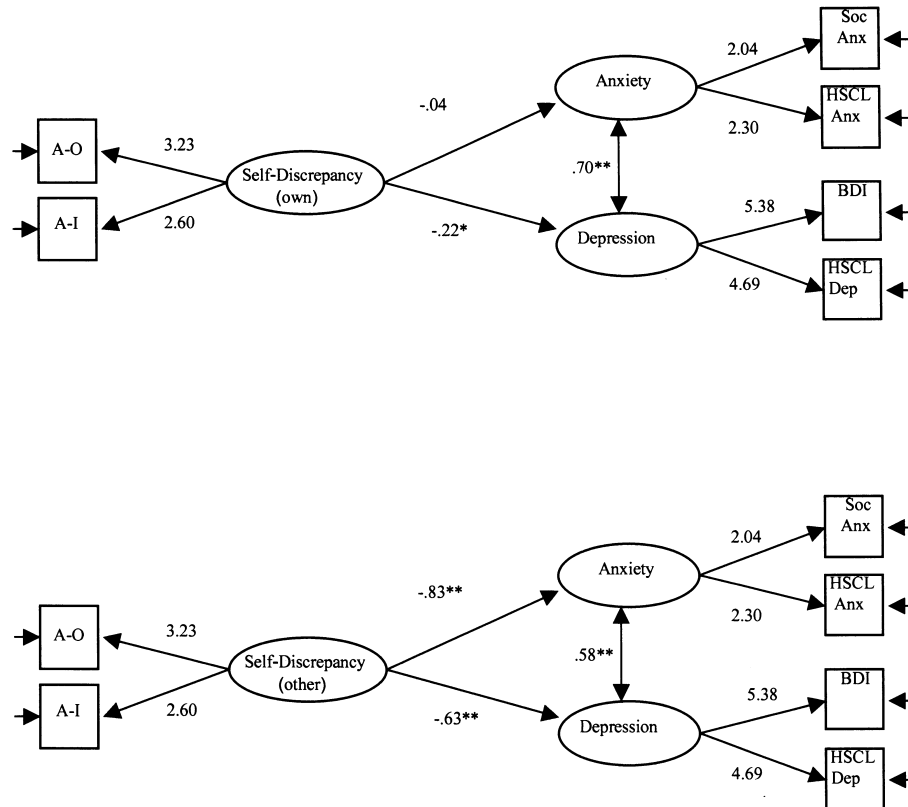 Soc
Anx
2.04
Anxiety
HSCL
Anx
-.04
2.30
A-O
3.23
.70**
Self-Discrepancy
(own)
BDI
5.38
A-I
2.60
-.22*
Depression
HSCL
Dep
4.69
Soc
Anx
2.04
Anxiety
HSCL
Anx
-.83**
2.30
A-O
3.23
.58**
Self-Discrepancy
(other)
BDI
5.38
A-I
2.60
-.63**
Depression
HSCL
Dep
4.69